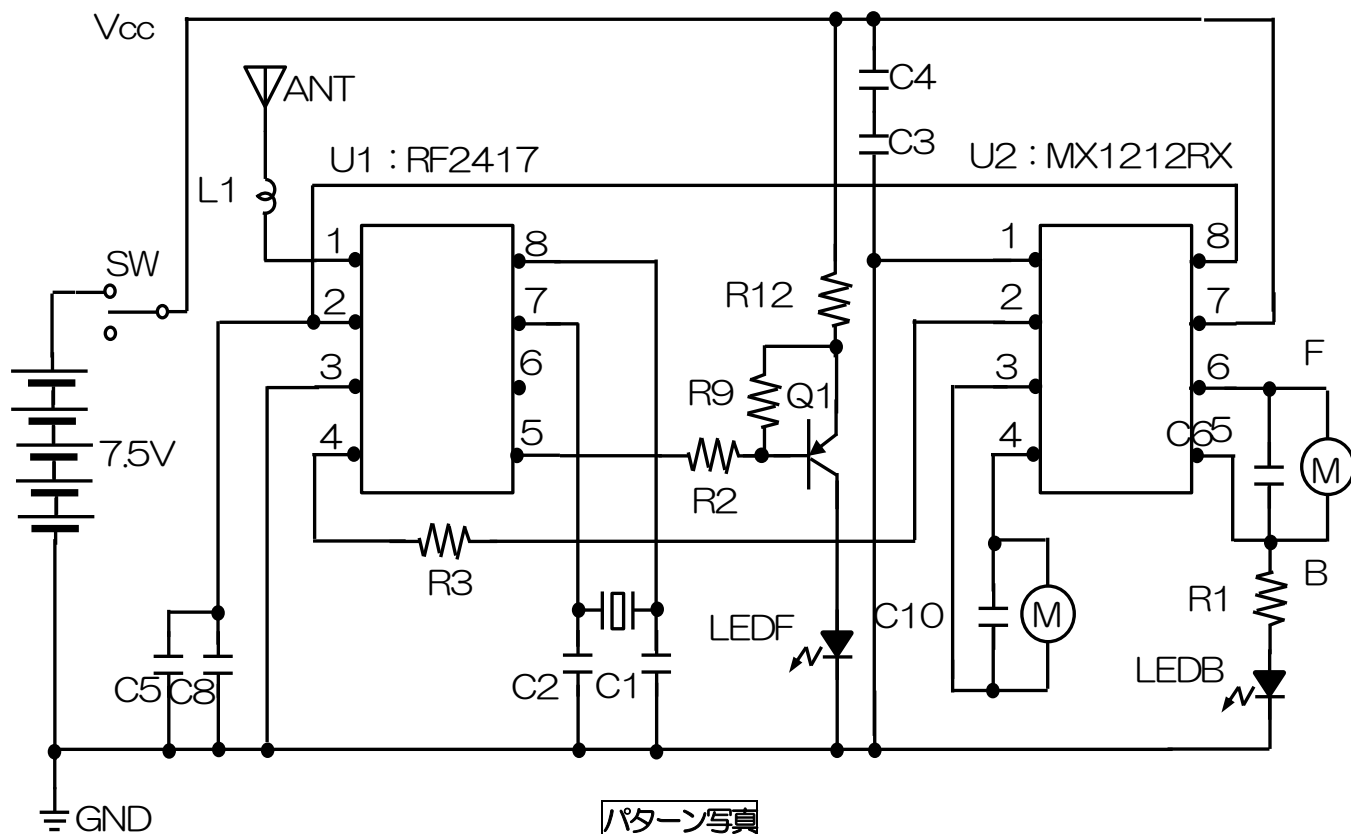 Vcc
ANT
C4
C3
U1：RF2417
U2：MX1212RX
L1
SW
1
8
1
8
2
7
R12
2
7
3
6
R9
Q1
3
6
F
7.5V
4
5
R2
4
C6
5
M
R3
B
C10
M
R1
LEDF
LEDB
C5
C8
C2
C1
GND
パターン写真